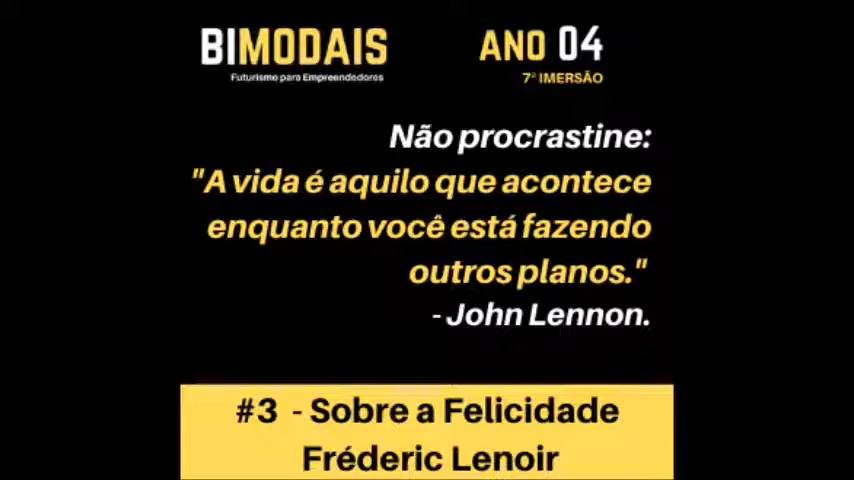 BIMODAIS
Futurismo para Empreendedores
ANO 04
7ª IMERSÃO
Não procrastine:
"A vida é aquilo que acontece
enquanto você está fazendo
outros planos."
- John Lennon.
#3 - Sobre a Felicidade
Fréderic Lenoir